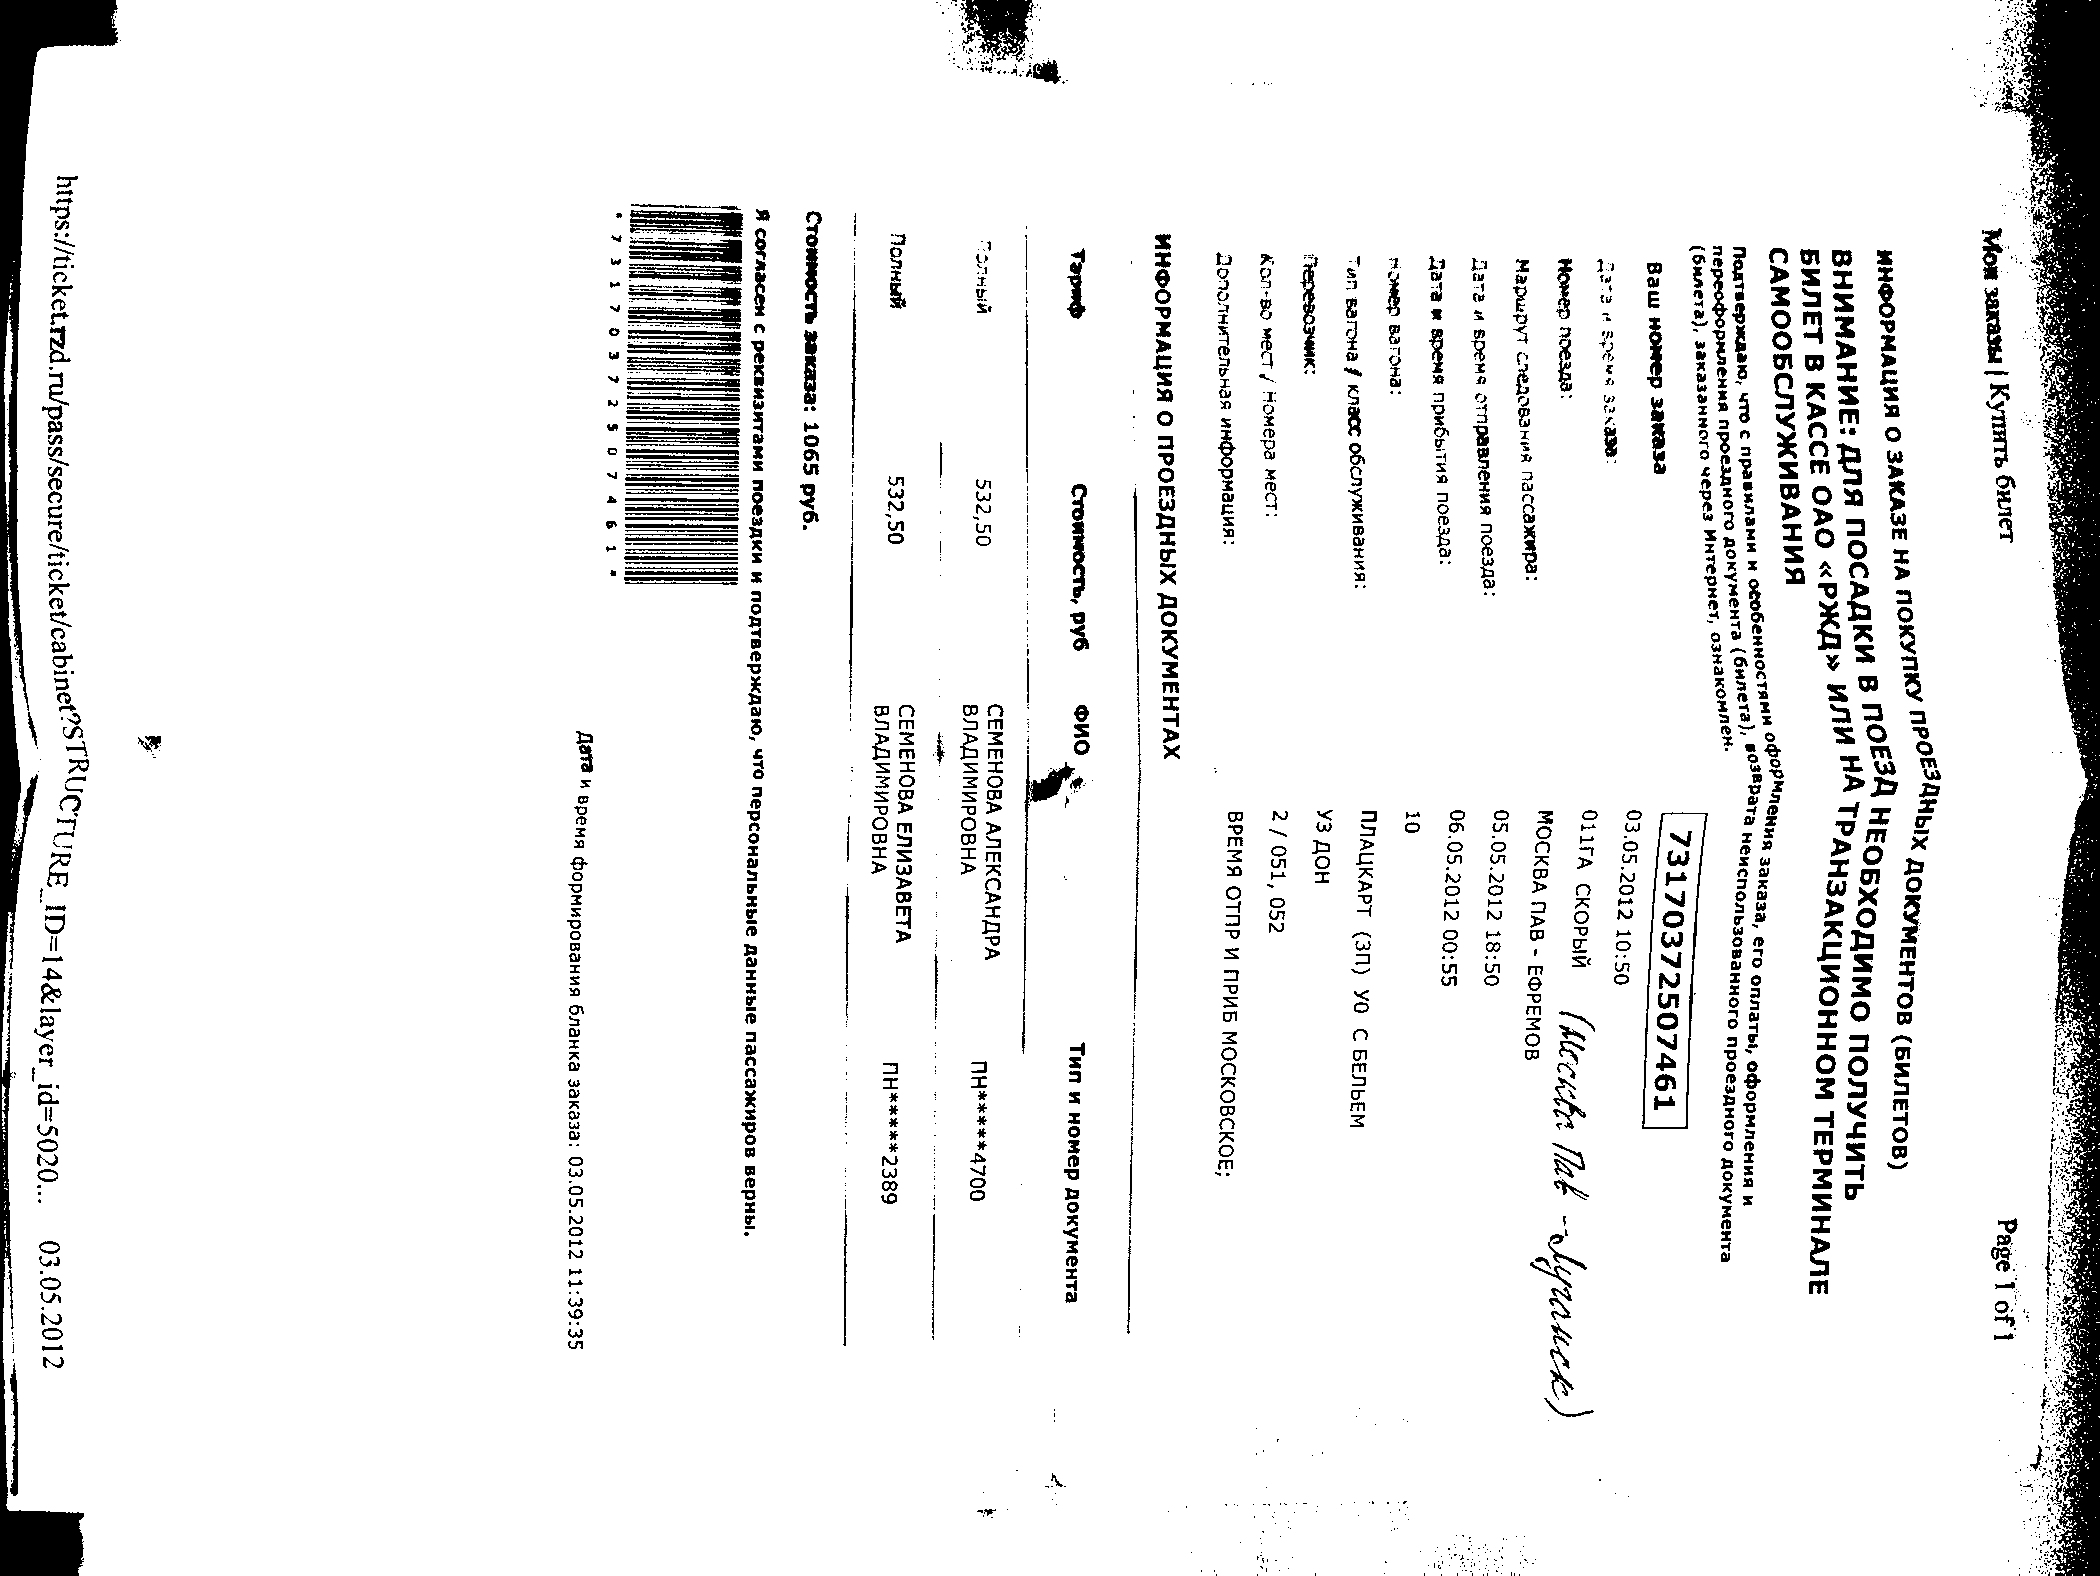 Мои заказы | Купить билет Page 1 of 1
ИНФОРМАЦИЯ О ЗАКАЗЕ НА ПОКУПКУ ПРОЕЗДНЫХ ДОКУМЕНТОВ (БИЛЕТОВ)
ВНИМАНИЕ: ДЛЯ ПОСАДКИ В ПОЕЗД НЕОБХОДИМО ПОЛУЧИТЬ
БИЛЕТ В КАССЕ ОАО «РЖД» ИЛИ НА ТРАНЗАКЦИОННОМ ТЕРМИНАЛЕ
САМООБСЛУЖИВАНИЯ
Подтверждаю, что с правилами и особенностями оформления заказа, его оплаты, оформления и
переоформления проездного документа (билета), возврата неиспользованного проездного документа
(билета), заказанного через Интернет, ознакомлен.
Ваш номер заказа 73170372507461
Дата и время заказа: 03.05.2012 10:50
Номер поезда: 011ГА СКОРЫЙ (Москва Пав - Луганск)
Маршрут следования пассажира: МОСКВА ПАВ - ЕФРЕМОВ
Дата и время отправления поезда: 05.05.2012 18:50
Дата и время прибытия поезда: 06.05.2012 00:55
Номер вагона: 10
Тип вагона / класс обслуживания: ПЛАЦКАРТ (3П) У0 С БЕЛЬЕМ
Перевозчик: УЗ ДОН
Кол-во мест / Номера мест: 2 / 051, 052
Дополнительная информация: ВРЕМЯ ОТПР И ПРИБ МОСКОВСКОЕ;
ИНФОРМАЦИЯ О ПРОЕЗДНЫХ ДОКУМЕНТАХ
Тариф Стоимость, руб ФИО Тип и номер документа
Полный 532,50 СЕМЕНОВА АЛЕКСАНДРА ПН*****4700
ВЛАДИМИРОВНА
Полный 532,50 СЕМЕНОВА ЕЛИЗАВЕТА ПН*****2389
ВЛАДИМИРОВНА
Стоимость заказа: 1065 руб.
Я согласен с реквизитами поездки и подтверждаю, что персональные данные пассажиров верны.
* 7 3 1 7 0 3 7 2 5 0 7 4 6 1 *
Дата и время формирования бланка заказа: 03.05.2012 11:39:35
https://ticket.rzd.ru/pass/secure/ticket/cabinet?STRUCTURE_ID=14&layer_id=5020... 03.05.2012